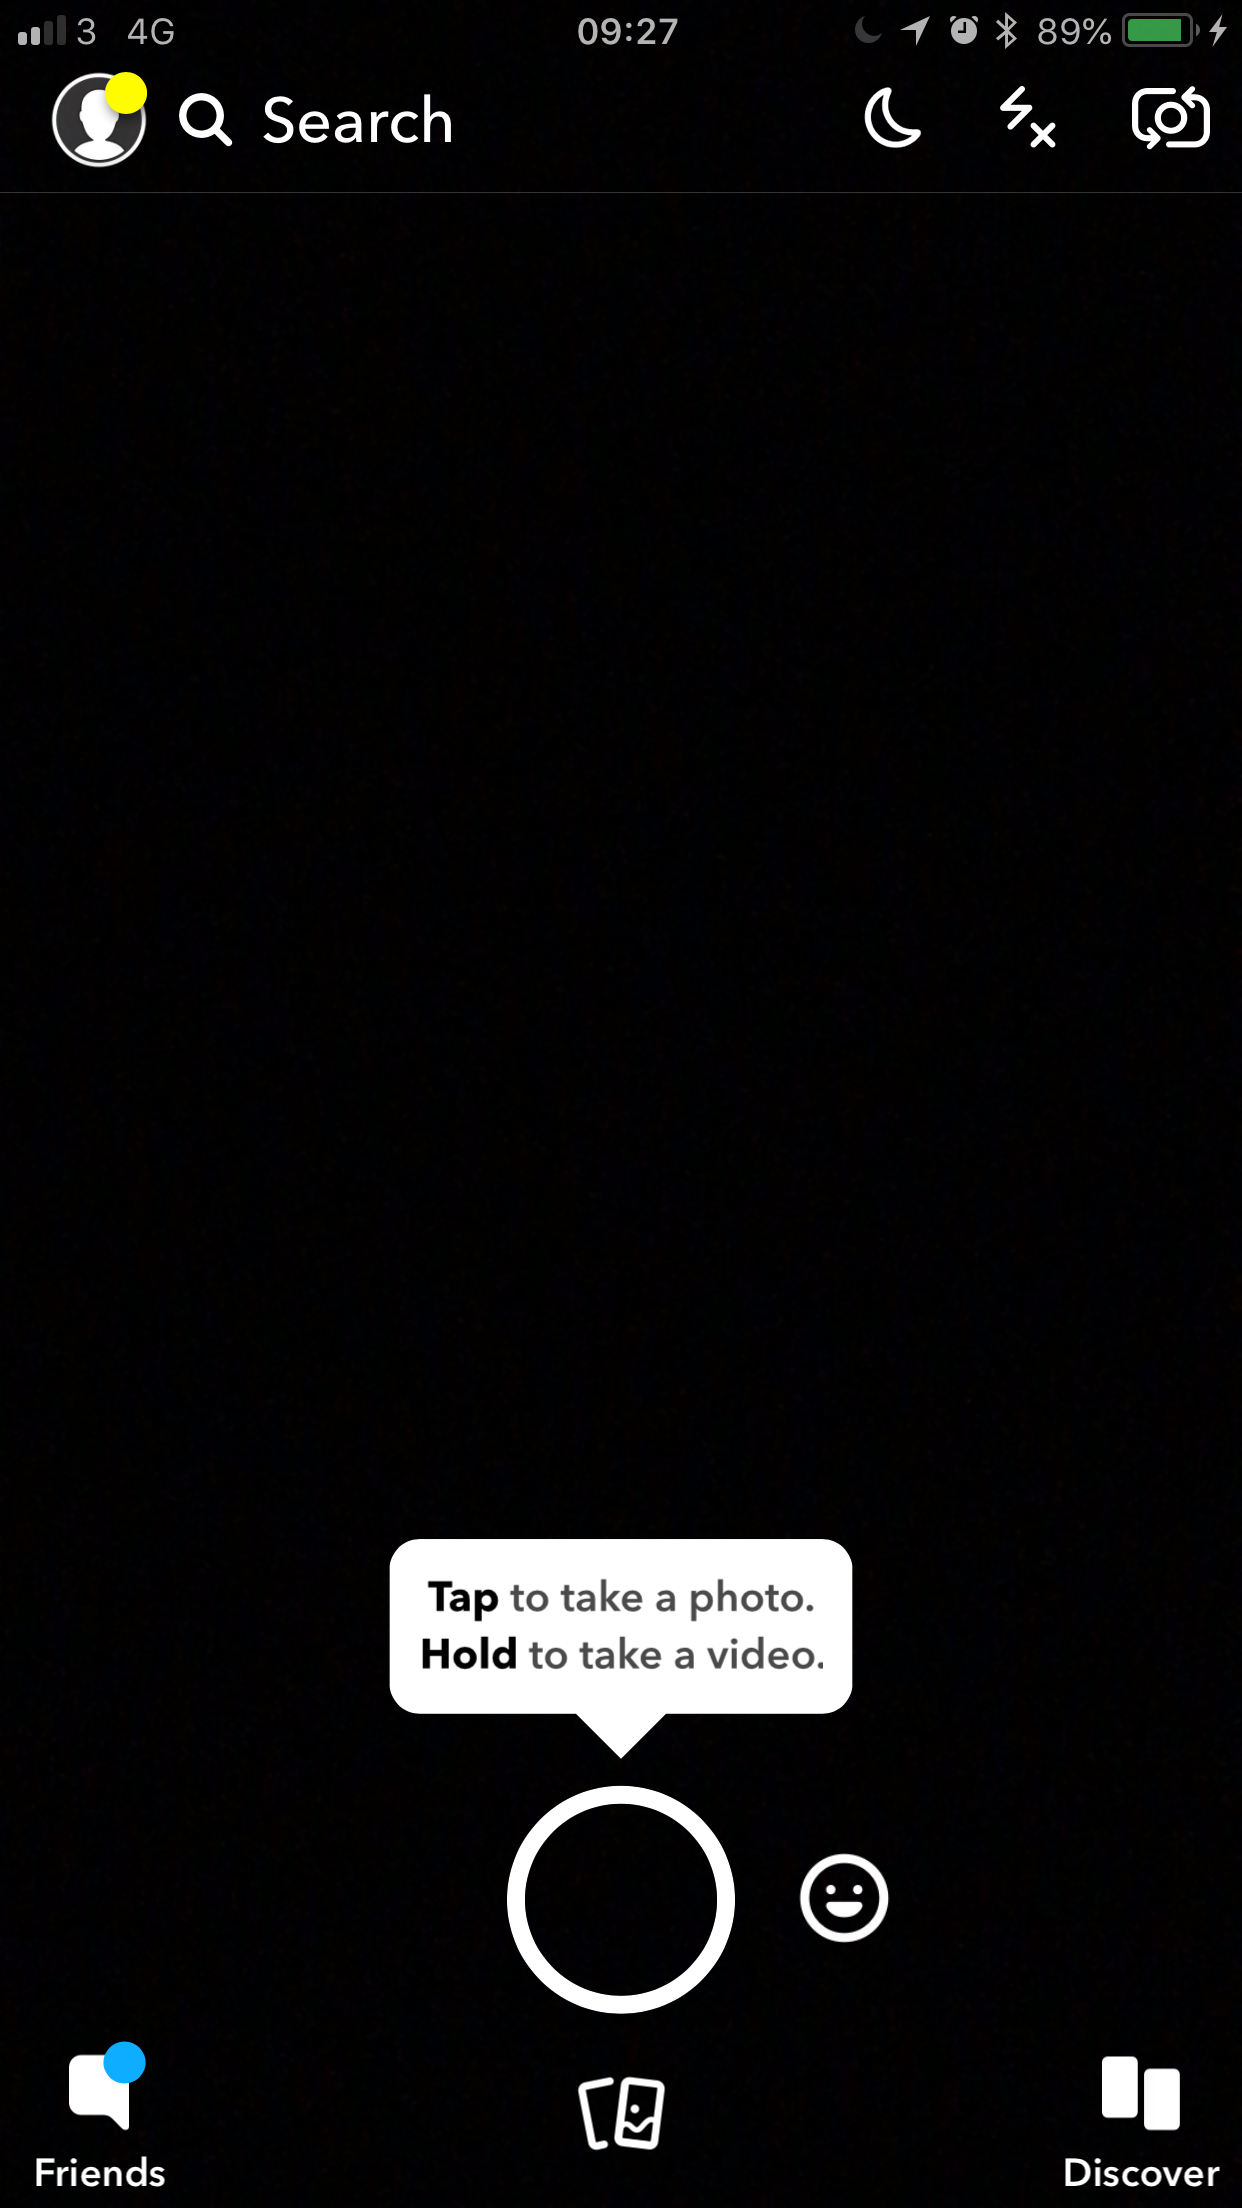 3 4G 09:27 89%
Search
Tap to take a photo.
Hold to take a video.
Friends Discover